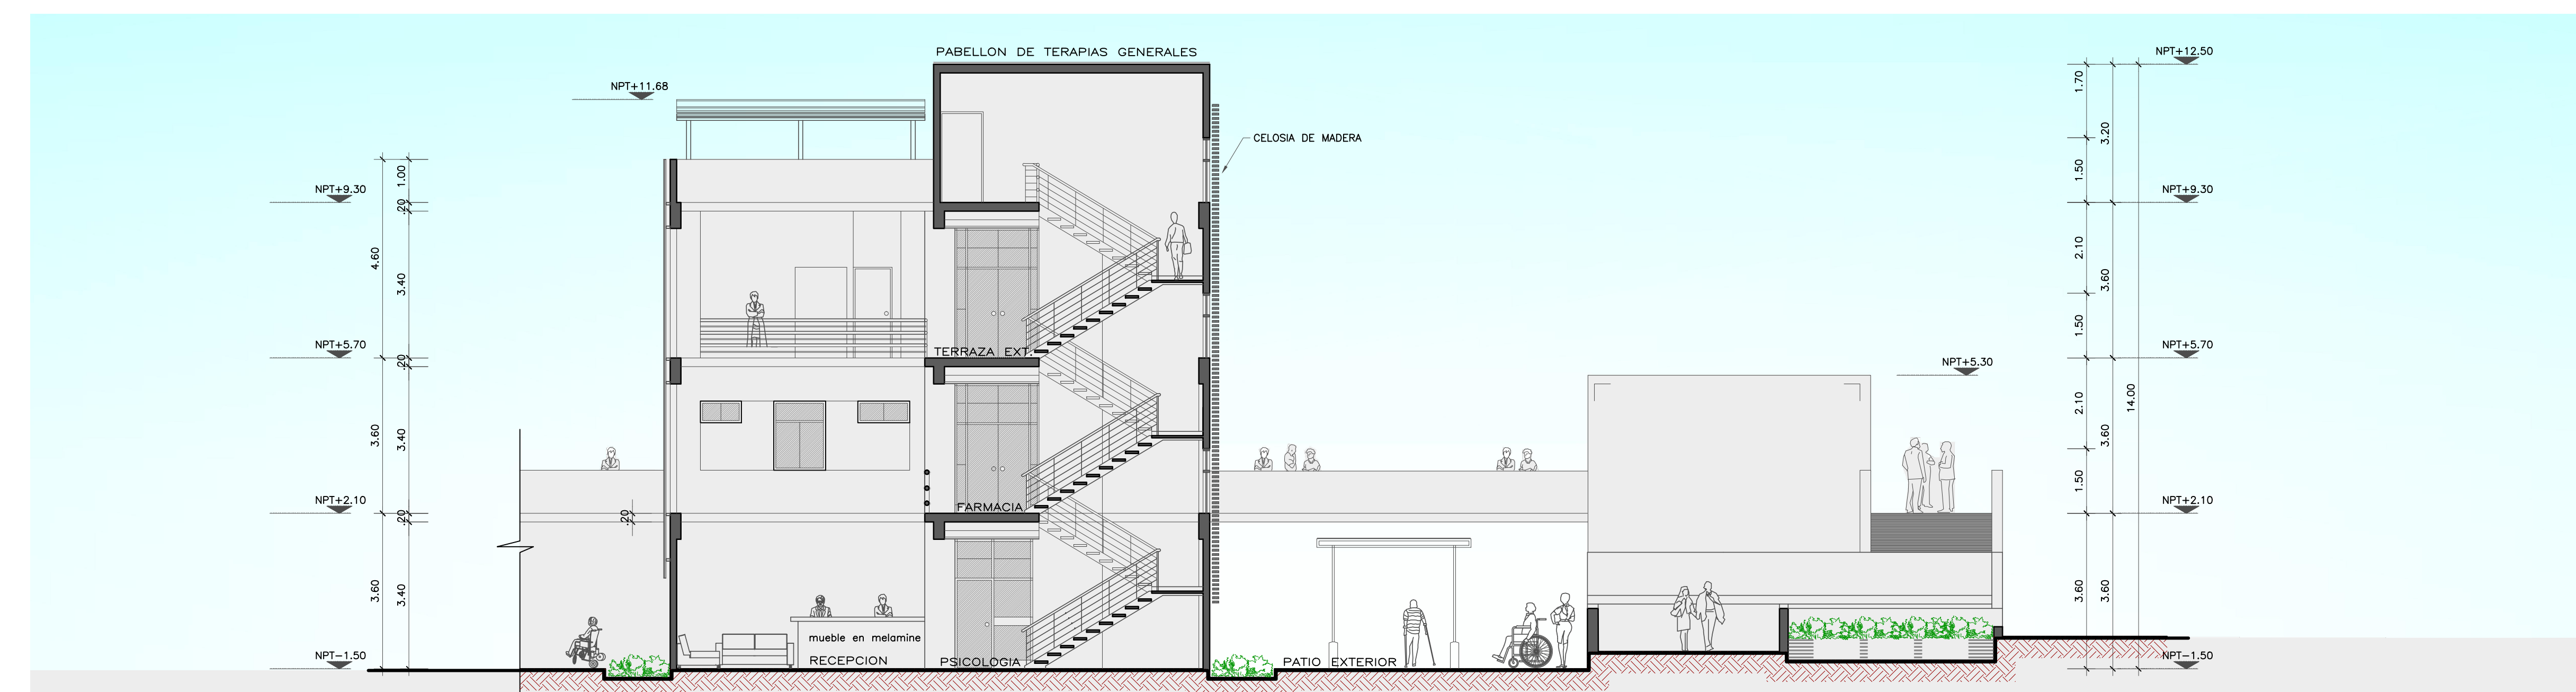 PABELLON DE TERAPIAS GENERALES
NPT+12.50
NPT+11.68
1.70
3.20
CELOSIA DE MADERA
1.50
1.00
NPT+9.30
NPT+9.30
.20
2.10
4.60
3.40
3.60
1.50
NPT+5.70
TERRAZA EXT.
NPT+5.70
.20
NPT+5.30
2.10
14.00
3.60
3.40
3.60
1.50
NPT+2.10
FARMACIA
NPT+2.10
.20
.20
3.60
3.40
3.60
3.60
mueble en melamine
RECEPCION
PSICOLOGIA
PATIO EXTERIOR
NPT-1.50
NPT-1.50